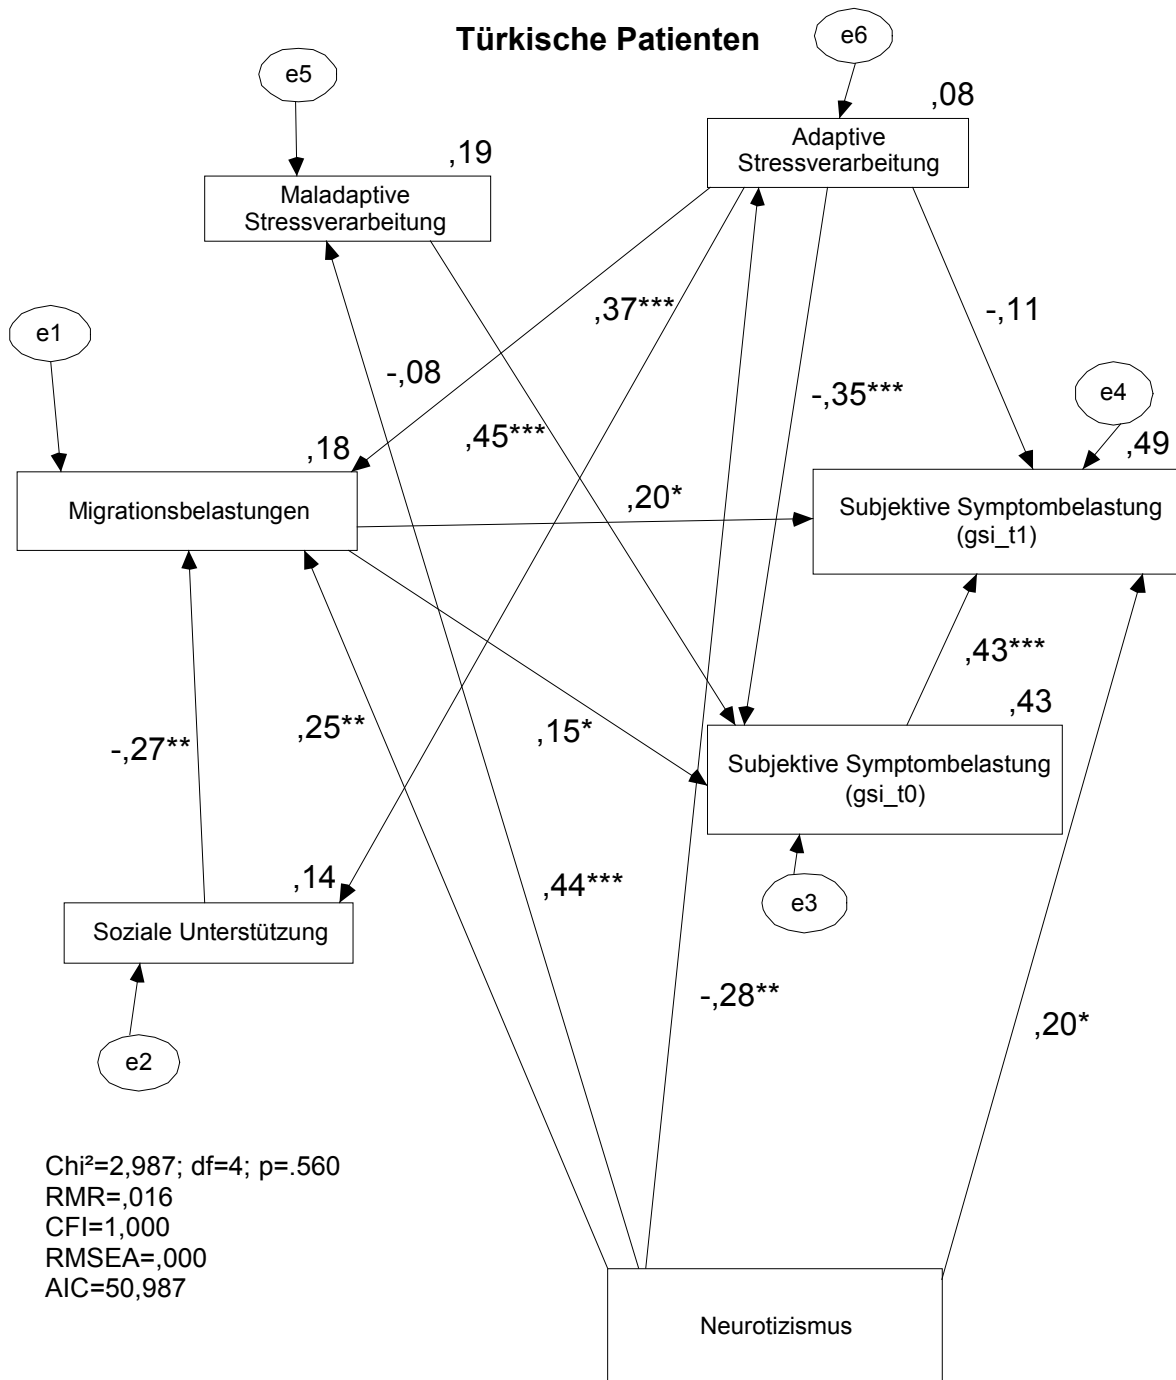 Türkische Patienten
e6
e5
,08
Adaptive
Stressverarbeitung
,19
Maladaptive
Stressverarbeitung
e1
,37***
-,11
-,08
-,35***
e4
,45***
,18
,49
Migrationsbelastungen
,20*
Subjektive Symptombelastung
(gsi_t1)
,43***
,43
,25**
,15*
-,27**
Subjektive Symptombelastung
(gsi_t0)
,14
,44***
e3
Soziale Unterstützung
-,28**
,20*
e2
Chi²=2,987; df=4; p=.560
RMR=,016
CFI=1,000
RMSEA=,000
AIC=50,987
Neurotizismus